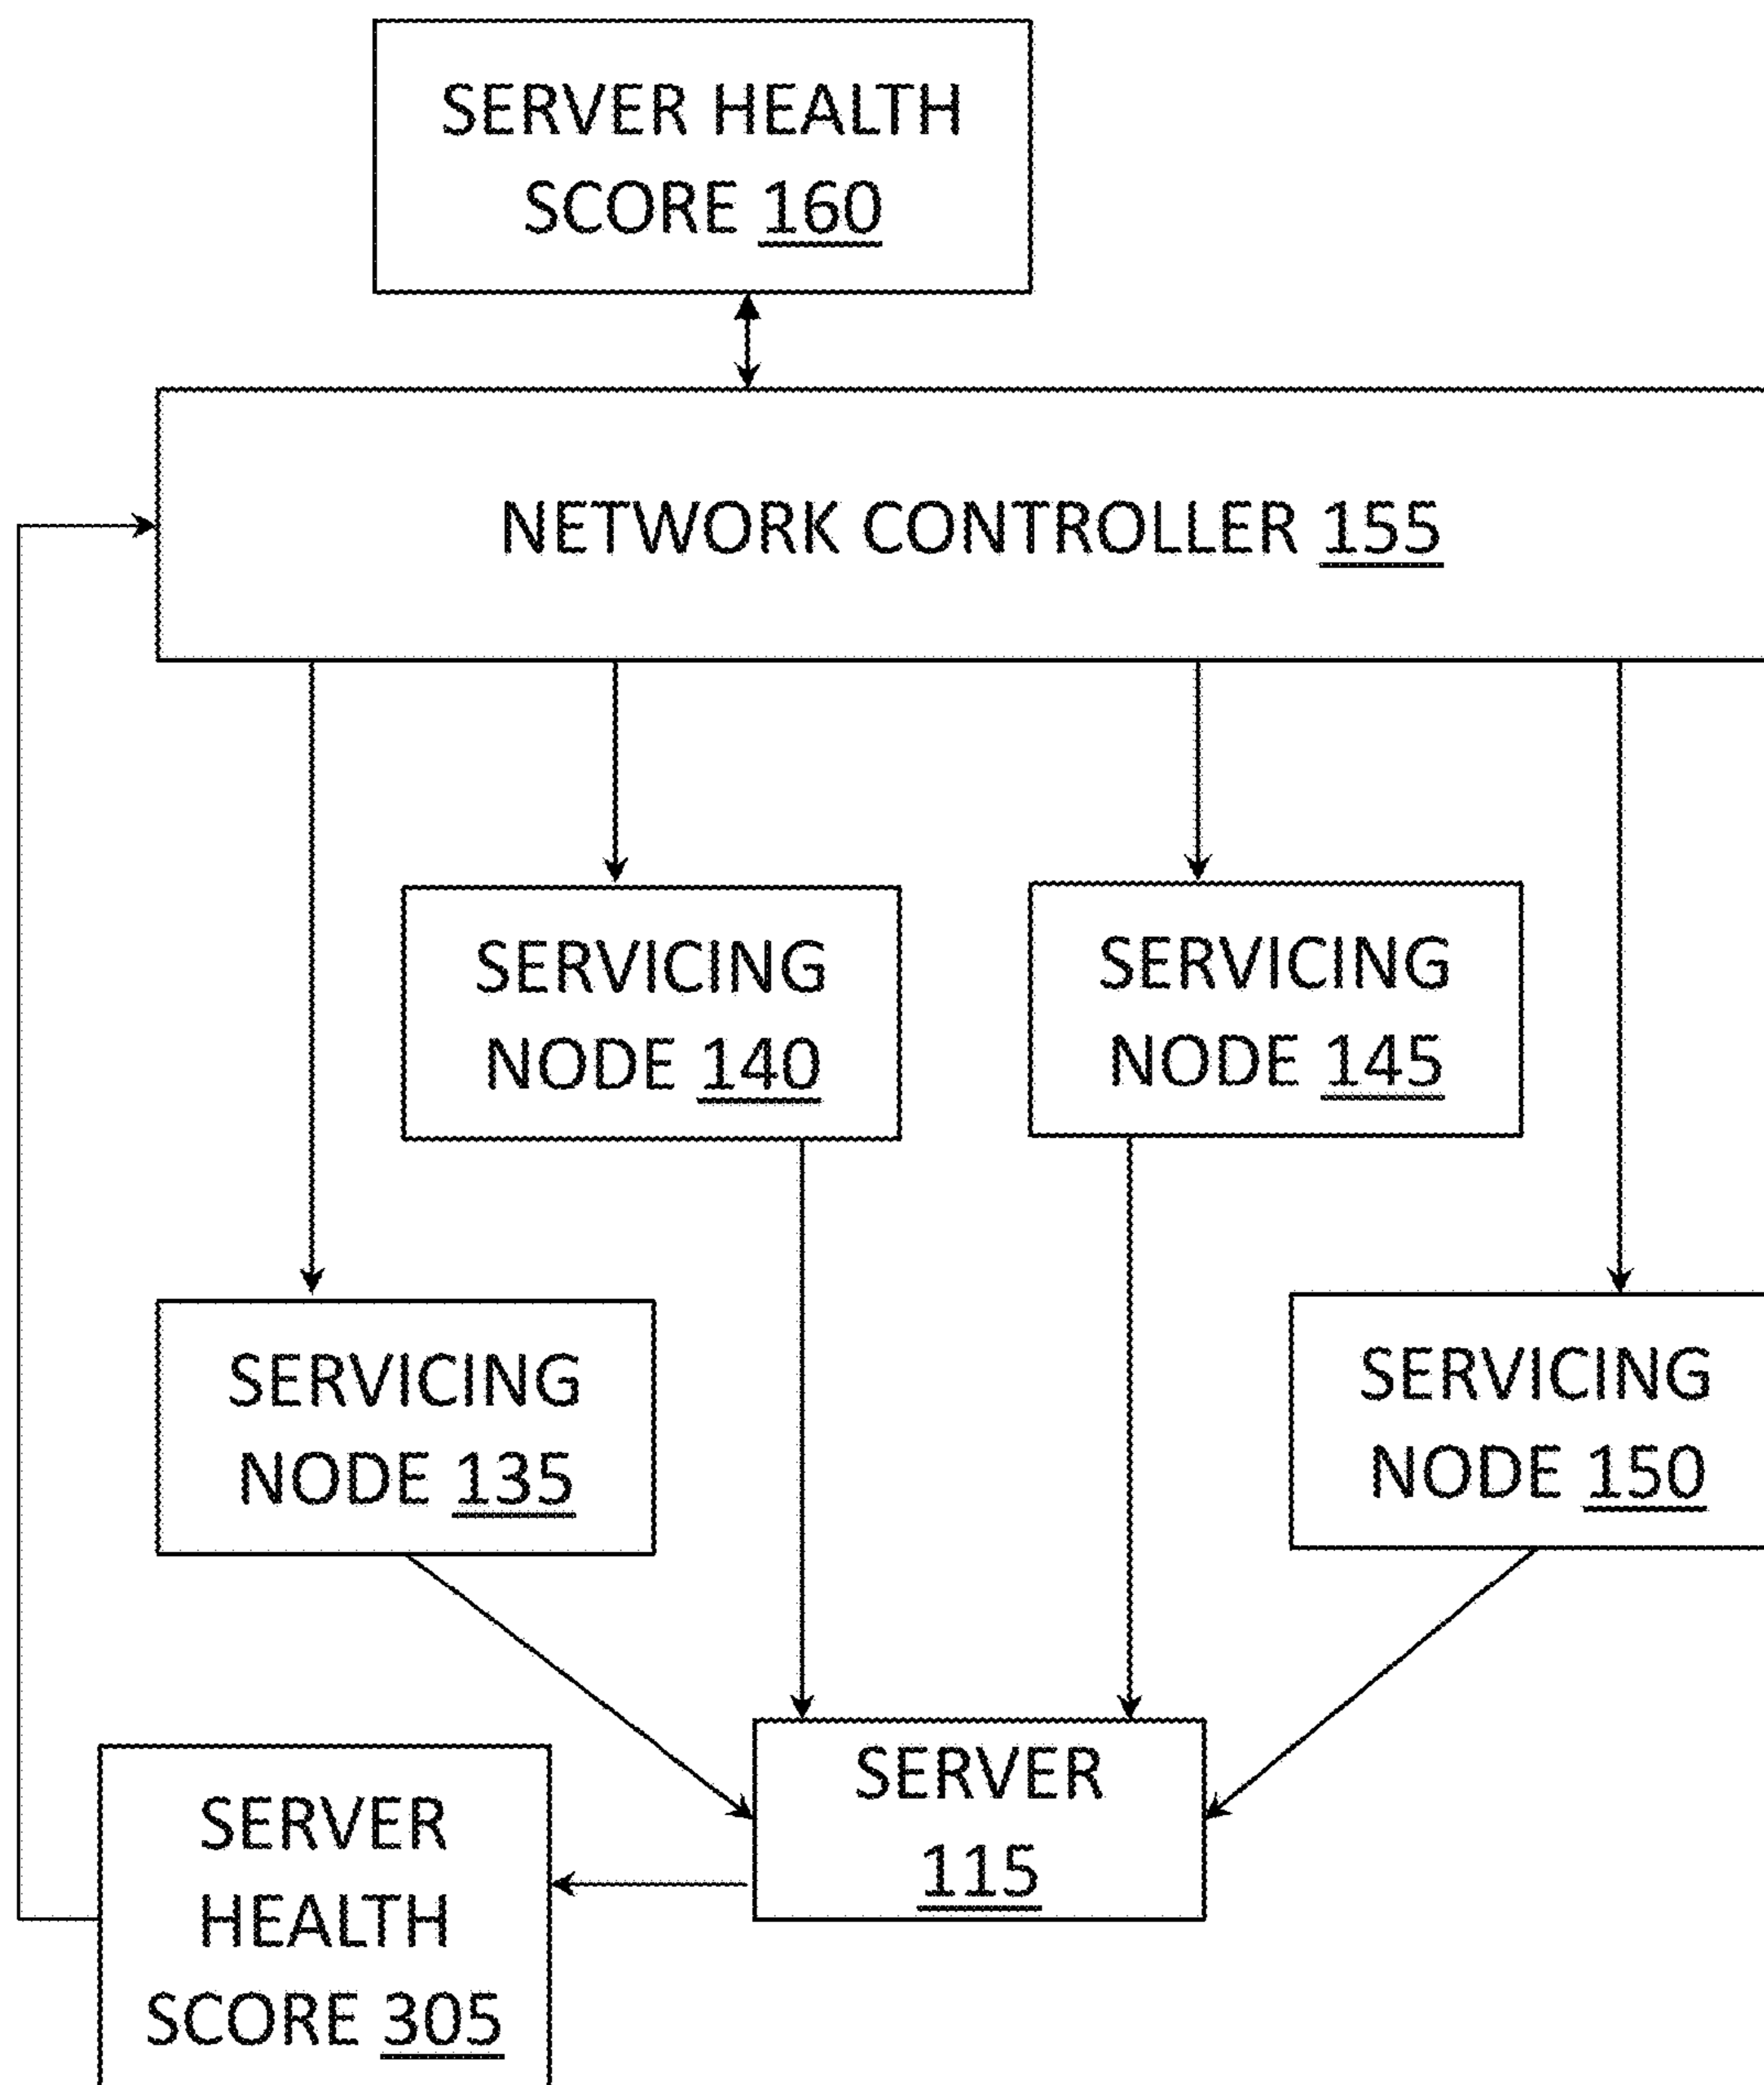 SERVER HEALTH
SCORE 160
NETWORK CONTROLLER 155
SERVICING
NODE 140
SERVICING
NODE 145
SERVICING
NODE 135
SERVICING
NODE 150
SERVER
115
SERVER
HEALTH
SCORE 305